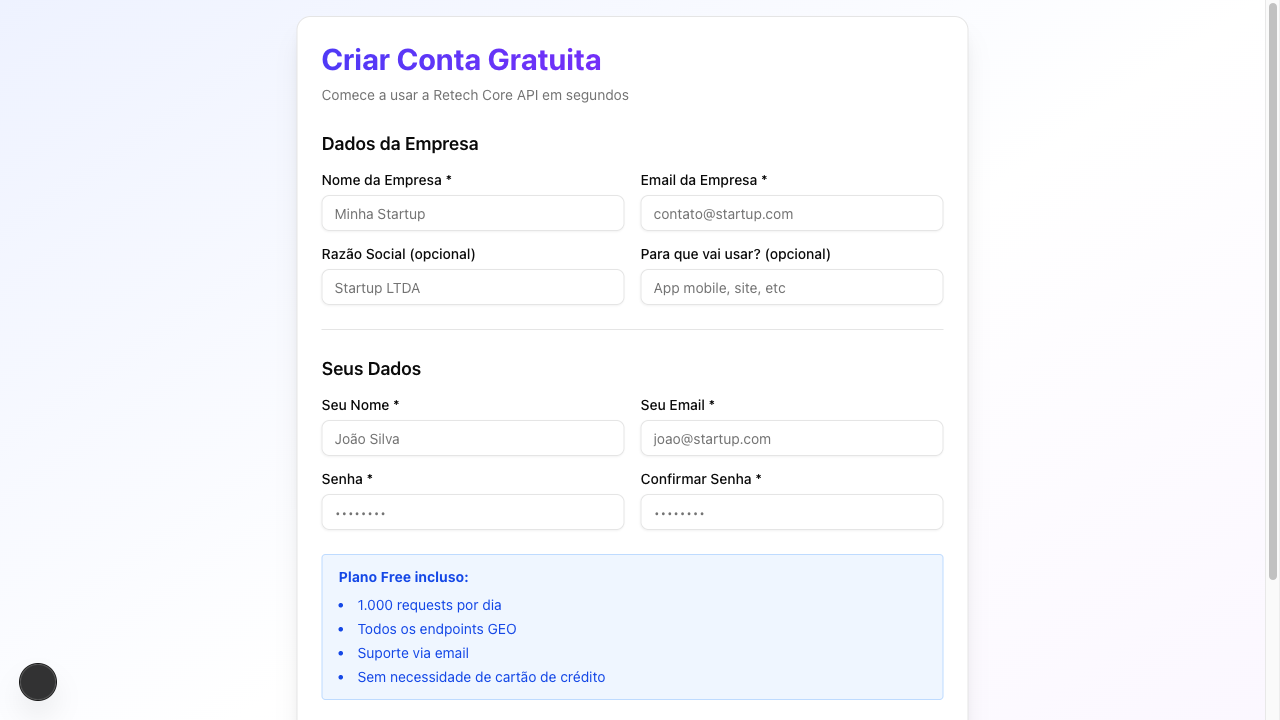 Criar Conta Gratuita
Comece a usar a Retech Core API em segundos
Dados da Empresa
Nome da Empresa *
Email da Empresa *
Minha Startup
contato@startup.com
Razão Social (opcional)
Para que vai usar? (opcional)
Startup LTDA
App mobile, site, etc
Seus Dados
Seu Nome *
Seu Email *
João Silva
joao@startup.com
Senha *
Confirmar Senha *
••••••••
••••••••
Plano Free incluso:
• 1.000 requests por dia
• Todos os endpoints GEO
• Suporte via email
• Sem necessidade de cartão de crédito